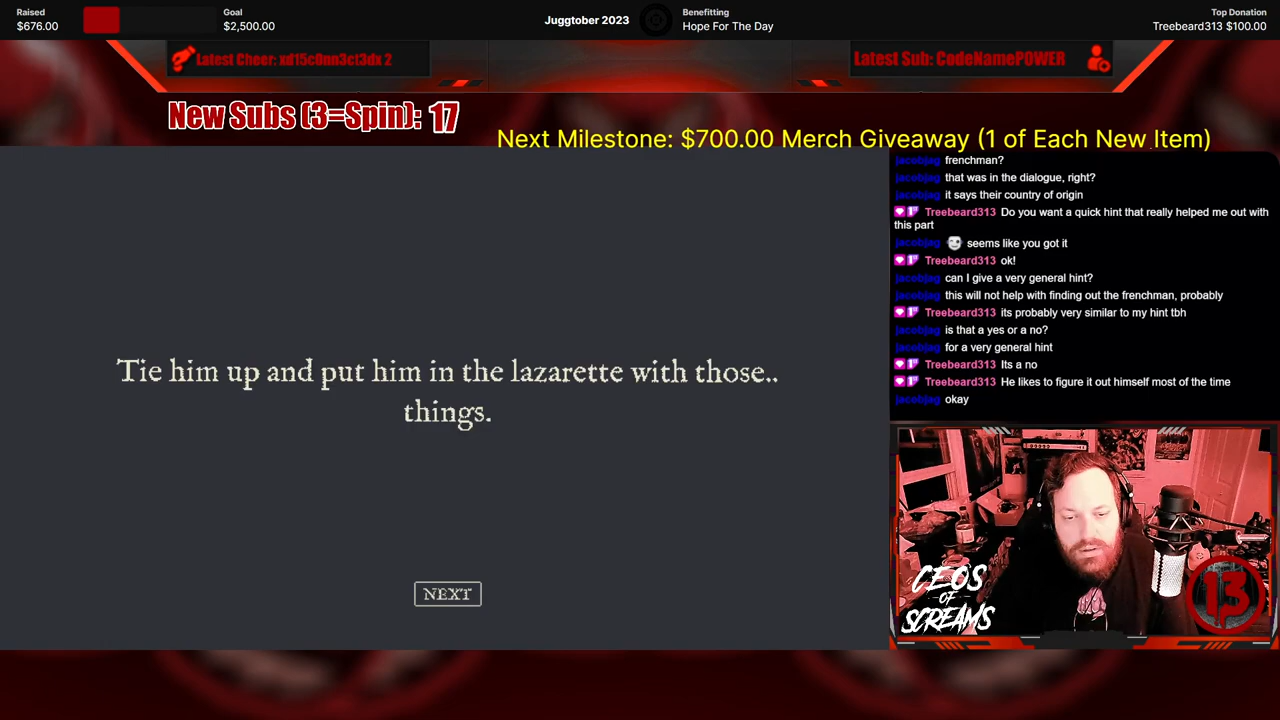 Raised
$676.00
Goal
$2,500.00
Juggtober 2023
Benefitting
Hope For The Day
Top Donation
Treebeard313 $100.00
Latest Cheer: xd15c0nn3ct3dx 2
Latest Sub: CodeNamePOWER
New Subs (3=Spin): 17
Next Milestone: $700.00 Merch Giveaway (1 of Each New Item)
jacobjag frenchman?
jacobjag that was in the dialogue, right?
jacobjag it says their country of origin
Treebeard313 Do you want a quick hint that really helped me out with
this part
jacobjag seems like you got it
Treebeard313 ok!
jacobjag can I give a very general hint?
jacobjag this will not help with finding out the frenchman, probably
Treebeard313 its probably very similar to my hint tbh
jacobjag is that a yes or a no?
jacobjag for a very general hint
Treebeard313 Its a no
Treebeard313 He likes to figure it out himself most of the time
jacobjag okay
Tie him up and put him in the lazarette with those..
things.
NEXT
CEOS
OF
SCREAMS
13